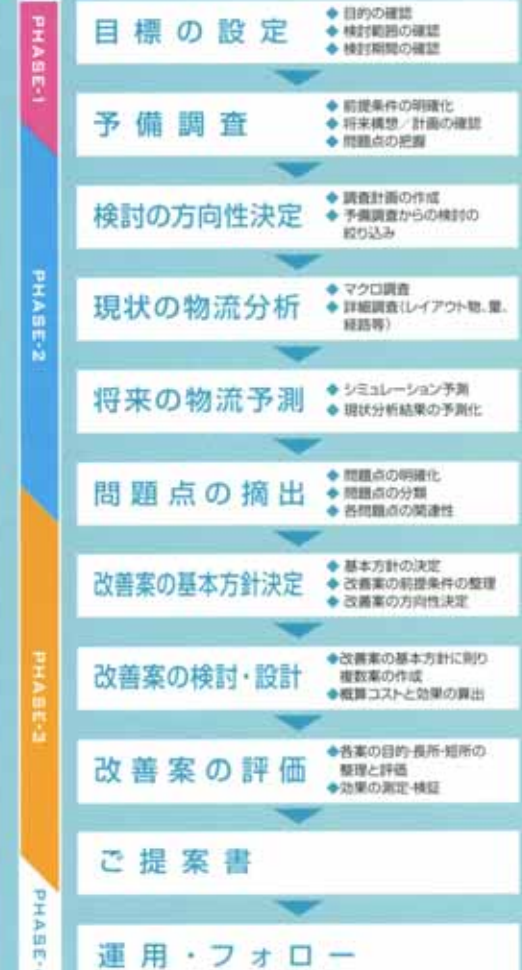 PHASE-1
目標の設定
◆ 目的の確認
◆ 検討範囲の確認
◆ 検討期間の確認
予備調査
◆ 前提条件の明確化
◆ 将来構想/計画の確認
◆ 問題点の把握
PHASE-2
検討の方向性決定
◆ 調査計画の作成
◆ 予備調査からの検討の
絞り込み
現状の物流分析
◆ マクロ調査
◆ 詳細調査(レイアウト物、量、
経路等)
将来の物流予測
◆ シミュレーション予測
◆ 現状分析結果の予測化
問題点の摘出
◆ 問題点の明確化
◆ 問題点の分類
◆ 各問題点の関連性
PHASE-3
改善案の基本方針決定
◆ 基本方針の決定
◆ 改善案の前提条件の整理
◆ 改善案の方向性決定
改善案の検討・設計
◆改善案の基本方針に則り
複数案の作成
◆概算コストと効果の算出
改善案の評価
◆各案の目的・長所・短所の
整理と評価
◆効果の測定・検証
ご提案書
PHASE-
運用・フォロー